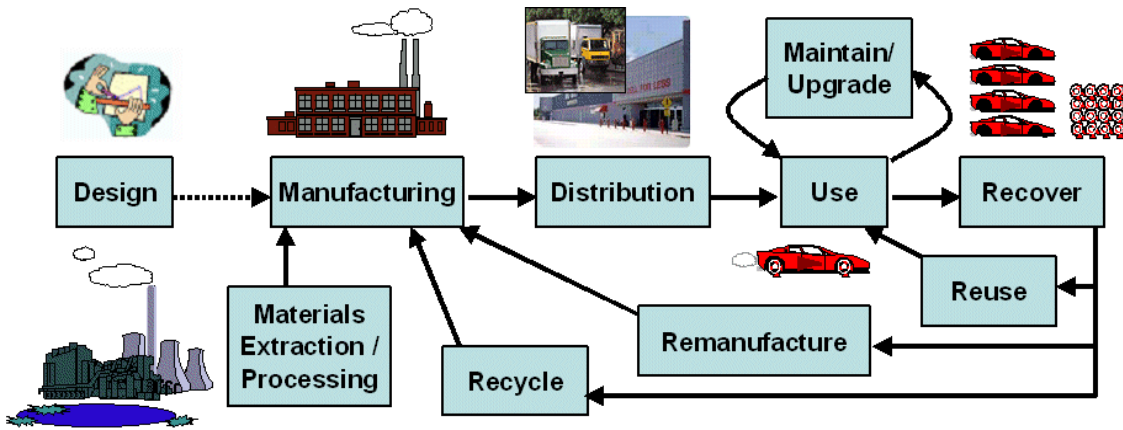 Maintain/
Upgrade
Design
Manufacturing
Distribution
Use
Recover
Materials
Extraction /
Processing
Recycle
Remanufacture
Reuse